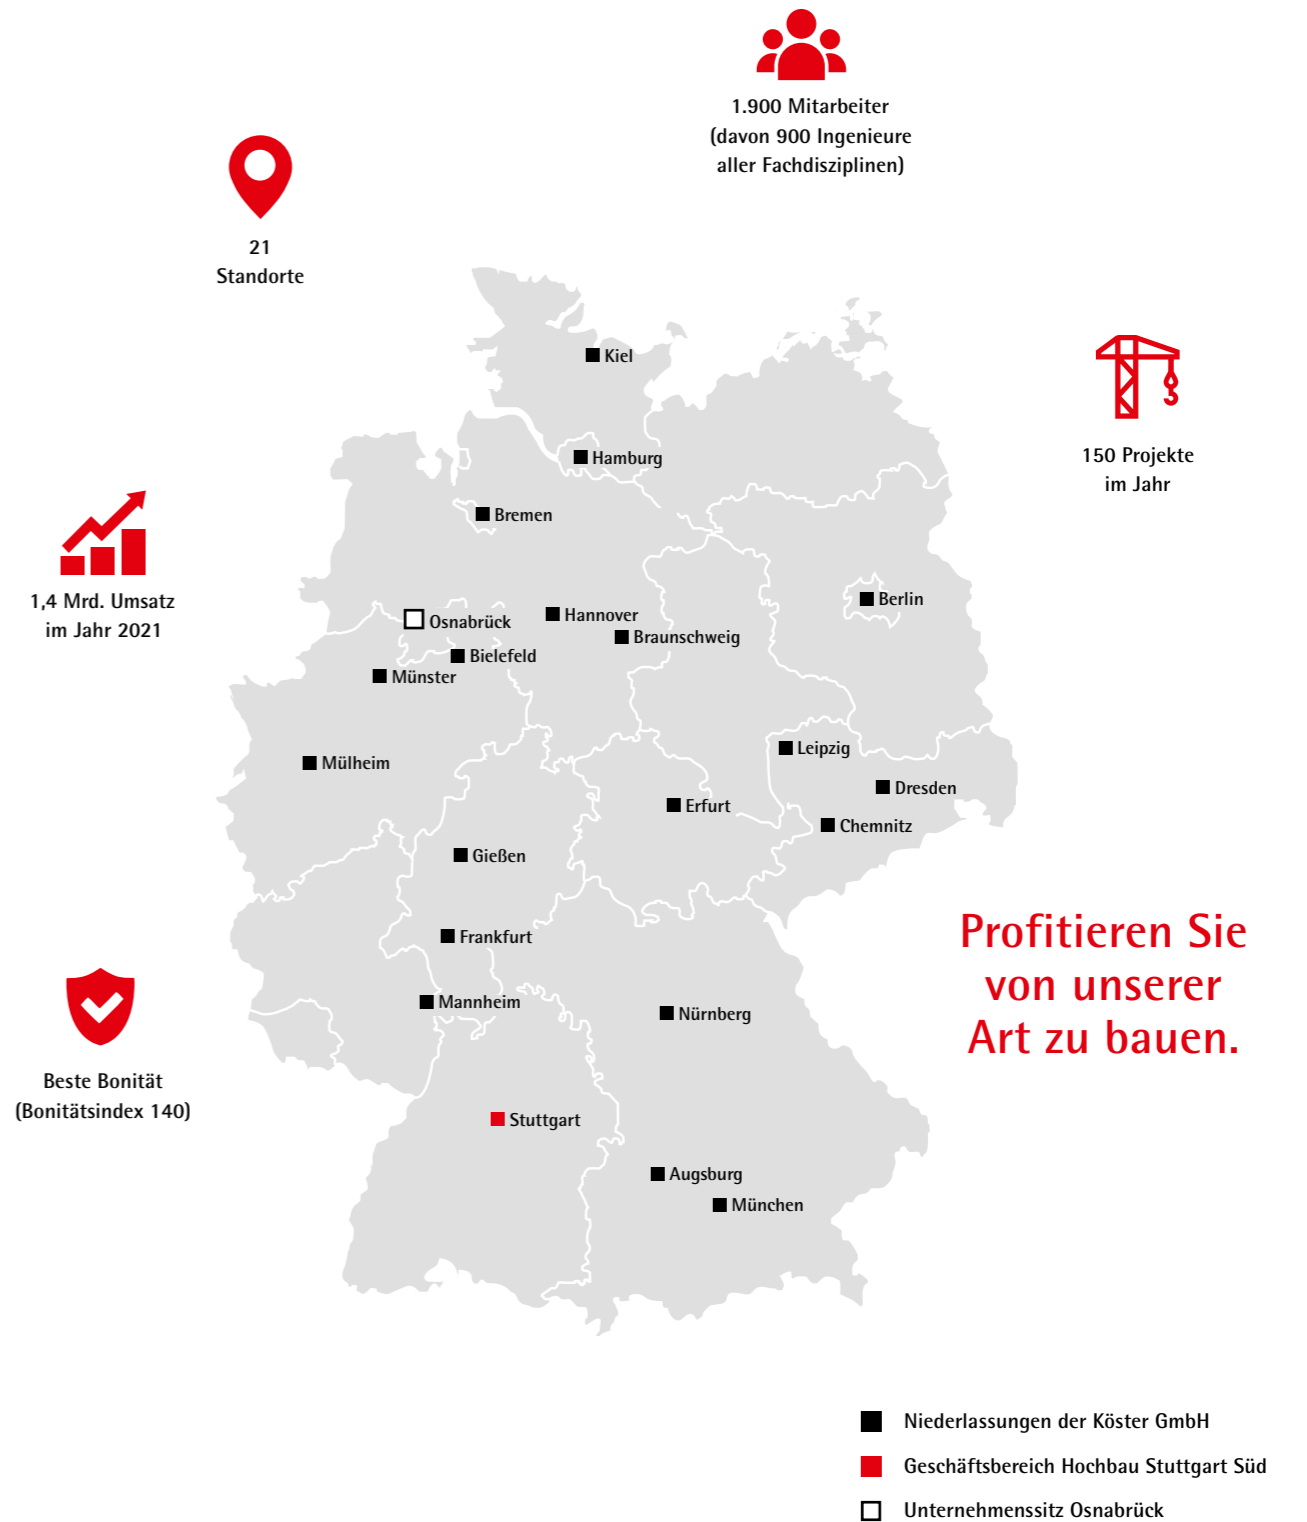 1.900 Mitarbeiter
(davon 900 Ingenieure
aller Fachdisziplinen)
21
Standorte
150 Projekte
im Jahr
1,4 Mrd. Umsatz
im Jahr 2021
Beste Bonität
(Bonitätsindex 140)
Kiel
Hamburg
Bremen
Berlin
Hannover
Osnabrück
Braunschweig
Bielefeld
Münster
Leipzig
Mülheim
Dresden
Erfurt
Chemnitz
Gießen
Frankfurt
Mannheim
Nürnberg
Stuttgart
Augsburg
München
Profitieren Sie
von unserer
Art zu bauen.
Niederlassungen der Köster GmbH
Geschäftsbereich Hochbau Stuttgart Süd
Unternehmenssitz Osnabrück